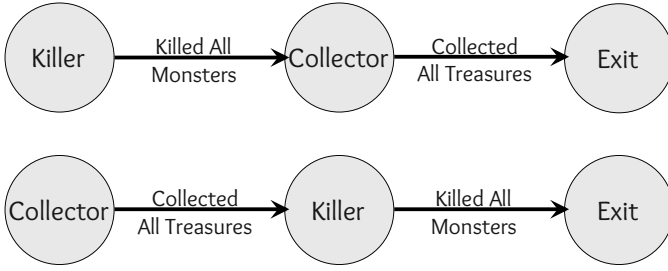 Killer
Killed All
Monsters
Collector
Collected
All Treasures
Exit
Collector
Collected
All Treasures
Killer
Killed All
Monsters
Exit